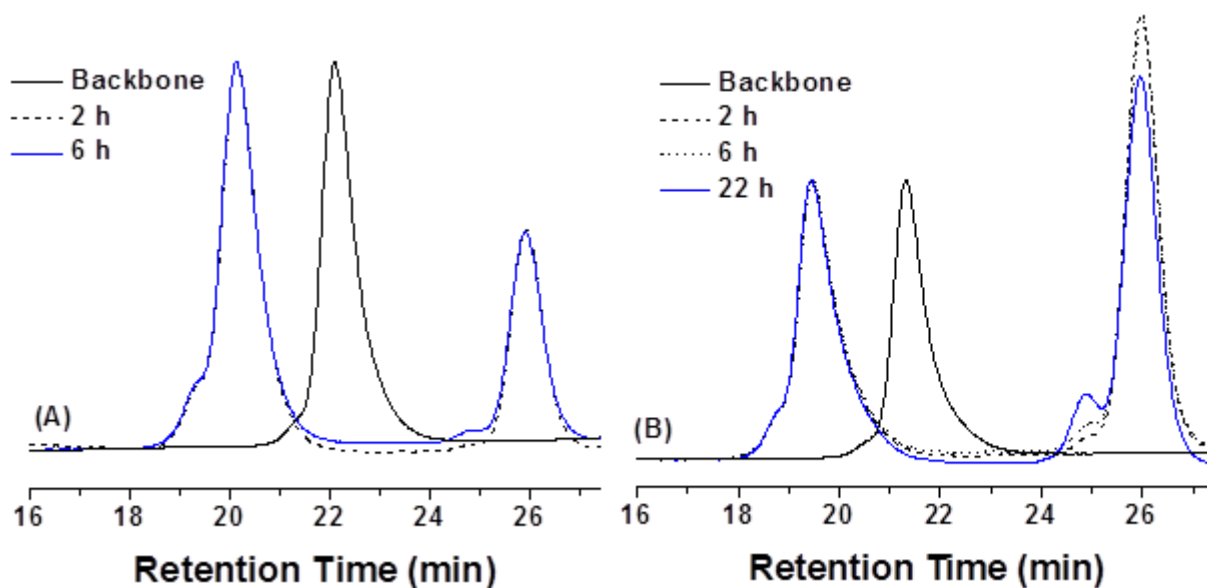 Backbone
2 h
6 h
(A)
16 18 20 22 24 26
Retention Time (min)
Backbone
2 h
6 h
22 h
(B)
16 18 20 22 24 26
Retention Time (min)